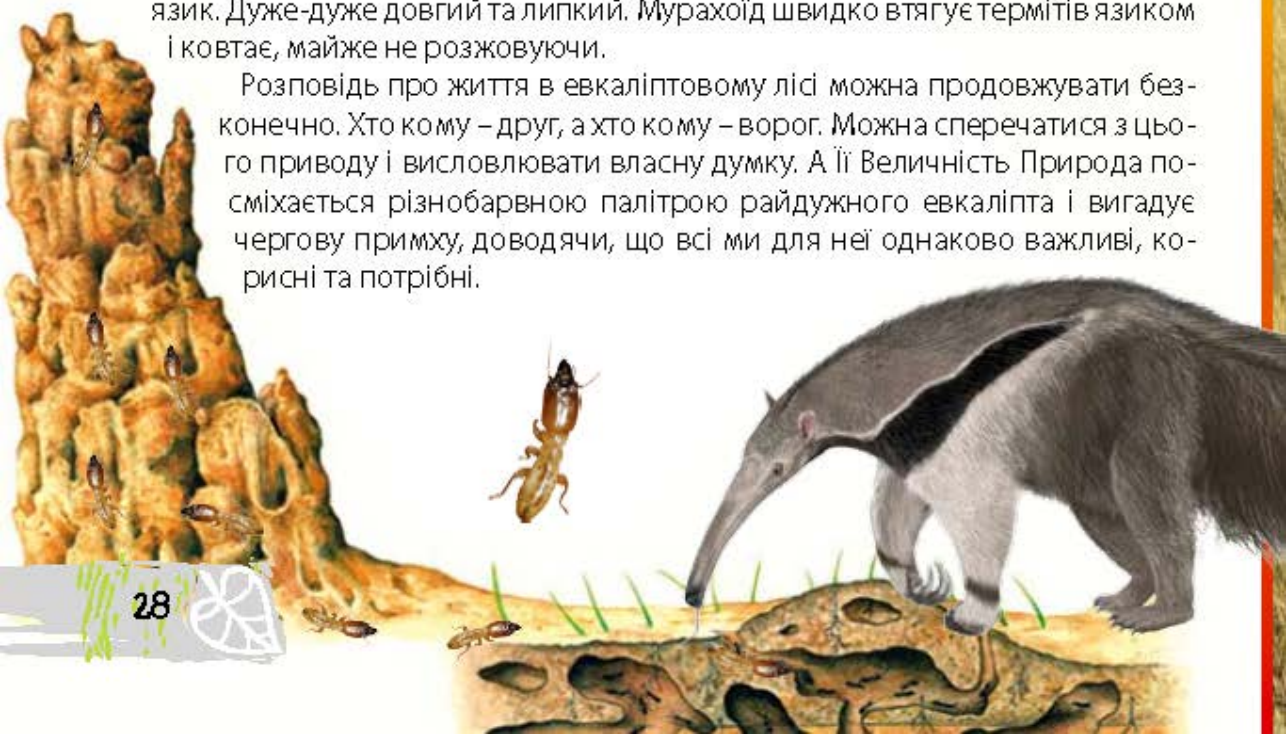 язик. Дуже-дуже довгий та липкий. Мурахоїд швидко втягує термітів язиком
і ковтає, майже не розжовуючи.
Розповідь про життя в евкаліптовому лісі можна продовжувати без-
конечно. Хто кому – друг, а хто кому – ворог. Можна сперечатися з цьо-
го приводу і висловлювати власну думку. А Її Величність Природа по-
сміхається різнобарвною палітрою райдужного евкаліпта і вигадує
чергову примху, доводячи, що всі ми для неї однаково важливі, ко-
рисні та потрібні.
28